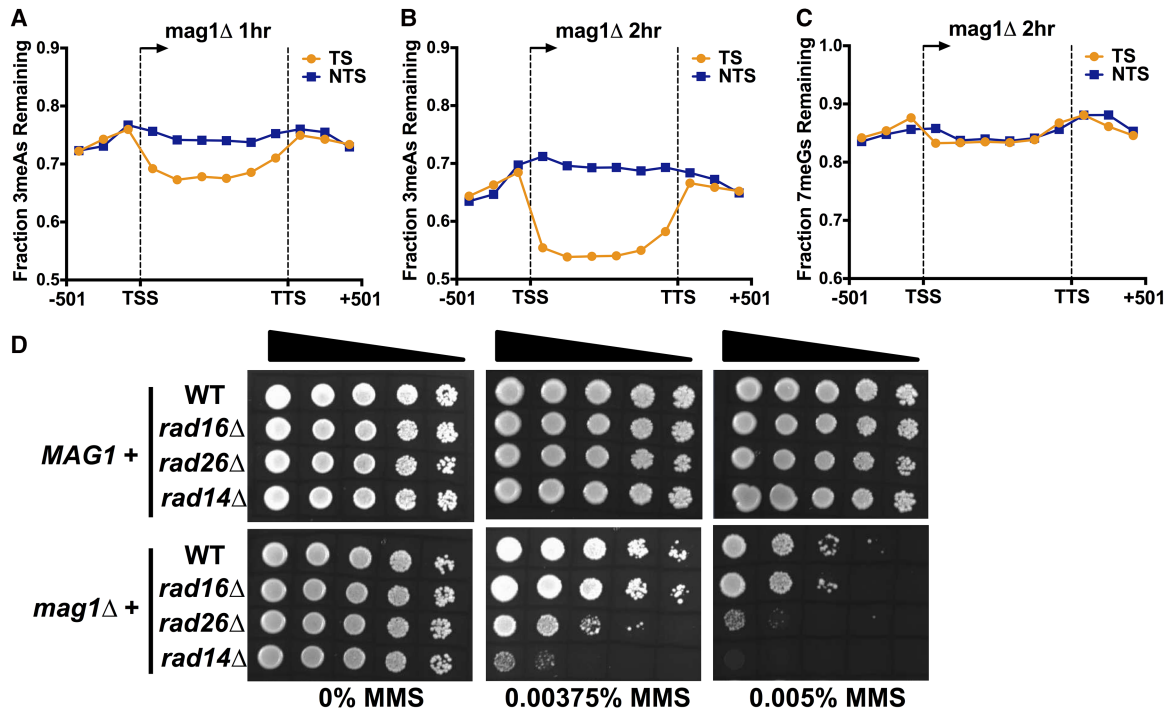 A
mag1Δ 1hr
TS
NTS
Fraction 3meAs Remaining
0.9
0.8
0.7
0.6
0.5
-501
TSS
TTS
+501
B
mag1Δ 2hr
TS
NTS
Fraction 3meAs Remaining
0.9
0.8
0.7
0.6
0.5
-501
TSS
TTS
+501
C
mag1Δ 2hr
TS
NTS
Fraction 7meGs Remaining
1.0
0.9
0.8
0.7
0.6
-501
TSS
TTS
+501
D
MAG1 +
WT
rad16Δ
rad26Δ
rad14Δ
mag1Δ +
WT
rad16Δ
rad26Δ
rad14Δ
0% MMS
0.00375% MMS
0.005% MMS